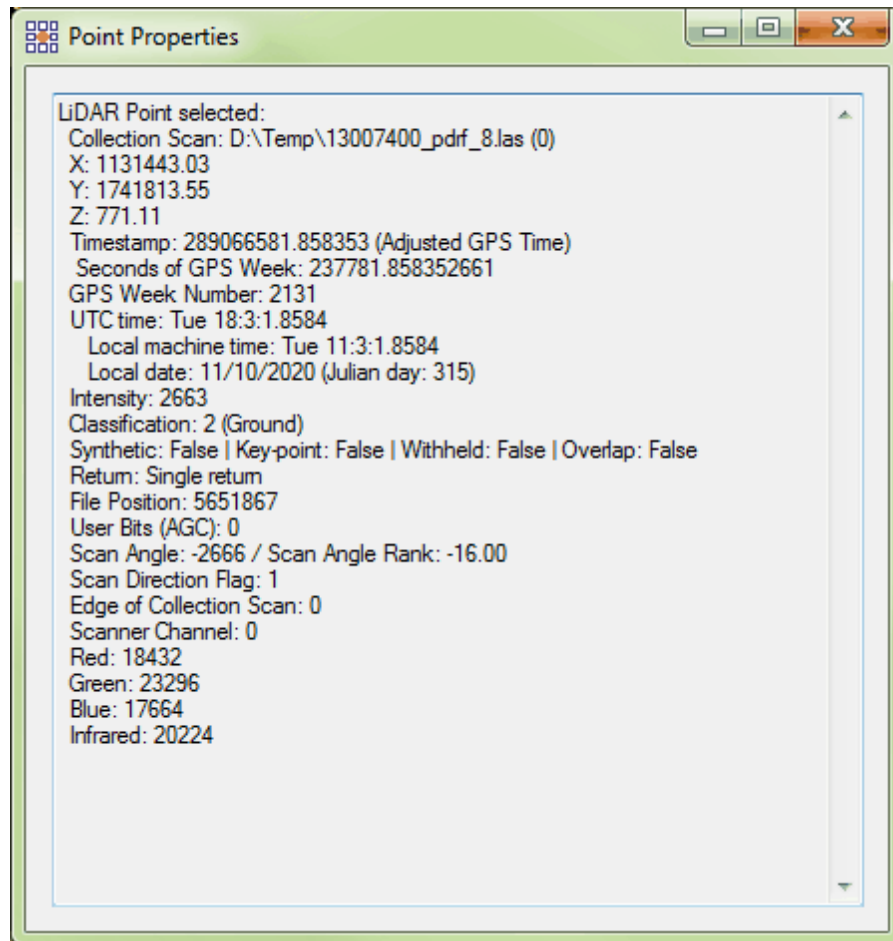 Point Properties
LiDAR Point selected:
Collection Scan: D:\Temp\13007400_pdrf_8.las (0)
X: 1131443.03
Y: 1741813.55
Z: 771.11
Timestamp: 289066581.858353 (Adjusted GPS Time)
Seconds of GPS Week: 237781.858352661
GPS Week Number: 2131
UTC time: Tue 18:3:1.8584
Local machine time: Tue 11:3:1.8584
Local date: 11/10/2020 (Julian day: 315)
Intensity: 2663
Classification: 2 (Ground)
Synthetic: False | Key-point: False | Withheld: False | Overlap: False
Return: Single return
File Position: 5651867
User Bits (AGC): 0
Scan Angle: -2666 / Scan Angle Rank: -16.00
Scan Direction Flag: 1
Edge of Collection Scan: 0
Scanner Channel: 0
Red: 18432
Green: 23296
Blue: 17664
Infrared: 20224